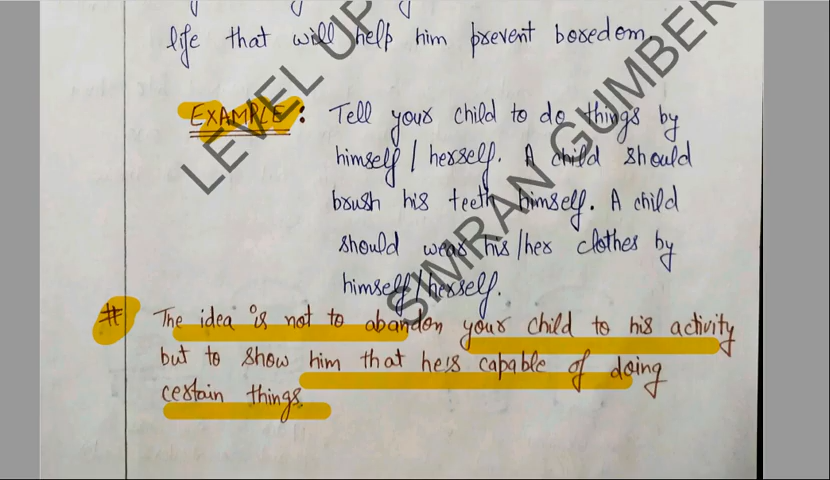 life that will help him prevent boredom.
EXAMPLE : Tell your child to do things by
himself / herself. A child should
brush his teeth himself. A child
should wear his/her clothes by
himself/herself.
# The idea is not to abandon your child to his activity
but to show him that he is capable of doing
certain things.
LEVEL UP
SIMRAN GUMBER